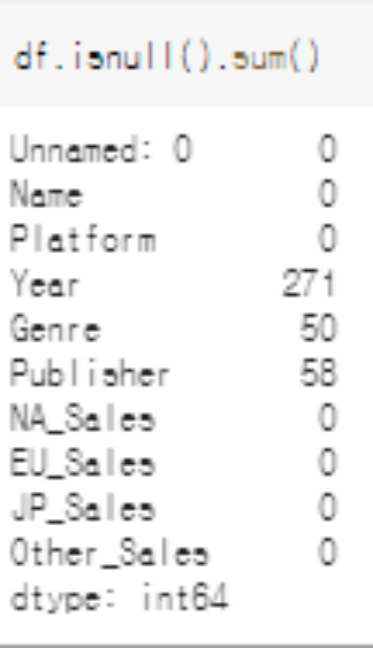 df.isnull().sum()
Unnamed: 0 0
Name 0
Platform 0
Year 271
Genre 50
Publisher 58
NA_Sales 0
EU_Sales 0
JP_Sales 0
Other_Sales 0
dtype: int64